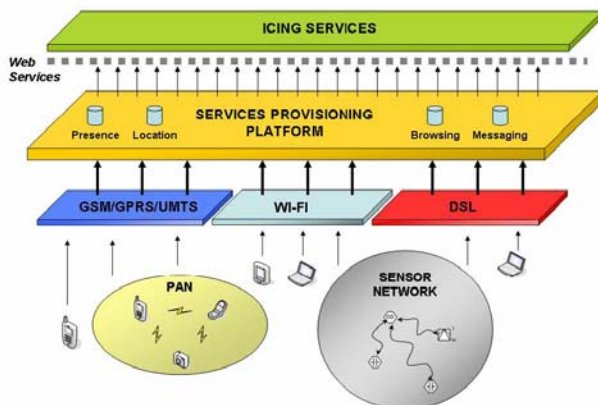 ICING SERVICES
Web
Services
SERVICES PROVISIONING
PLATFORM
Presence
Location
Browsing
Messaging
GSM/GPRS/UMTS
WI-FI
DSL
PAN
SENSOR
NETWORK